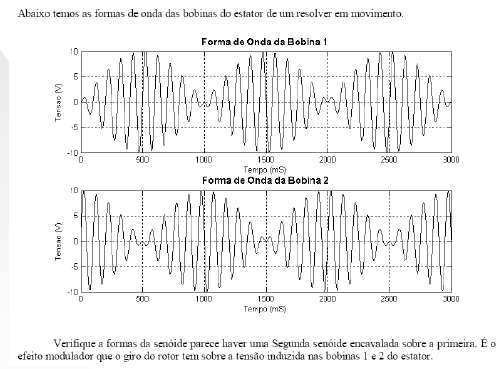 Abaixo temos as formas de onda das bobinas do estator de um resolver em movimento.
Forma de Onda da Bobina 1
10
5
0
-5
-10
Tensao (V)
0 500 1000 1500 2000 2500 3000
Tempo (mS)
Forma de Onda da Bobina 2
10
5
0
-5
-10
Tensao (V)
0 500 1000 1500 2000 2500 3000
Tempo (mS)
Verifique a formas da senóide parece haver uma Segunda senóide encavalada sobre a primeira. É o
efeito modulador que o giro do rotor tem sobre a tensão induzida nas bobinas 1 e 2 do estator.